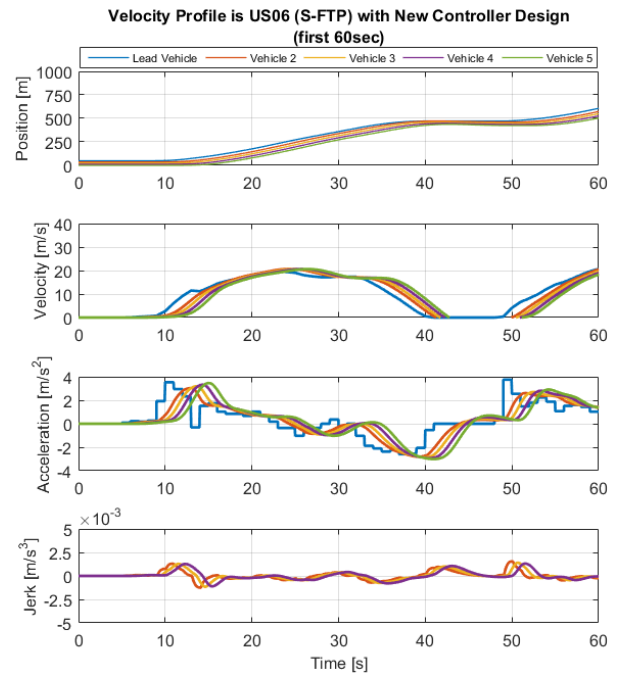 Velocity Profile is US06 (S-FTP) with New Controller Design
(first 60sec)
Lead Vehicle Vehicle 2 Vehicle 3 Vehicle 4 Vehicle 5
Position [m]
1000
750
500
250
0
0 10 20 30 40 50 60
Velocity [m/s]
40
30
20
10
0
0 10 20 30 40 50 60
Acceleration [m/s²]
4
2
0
-2
-4
0 10 20 30 40 50 60
×10⁻³
Jerk [m/s³]
5
2.5
0
-2.5
-5
0 10 20 30 40 50 60
Time [s]